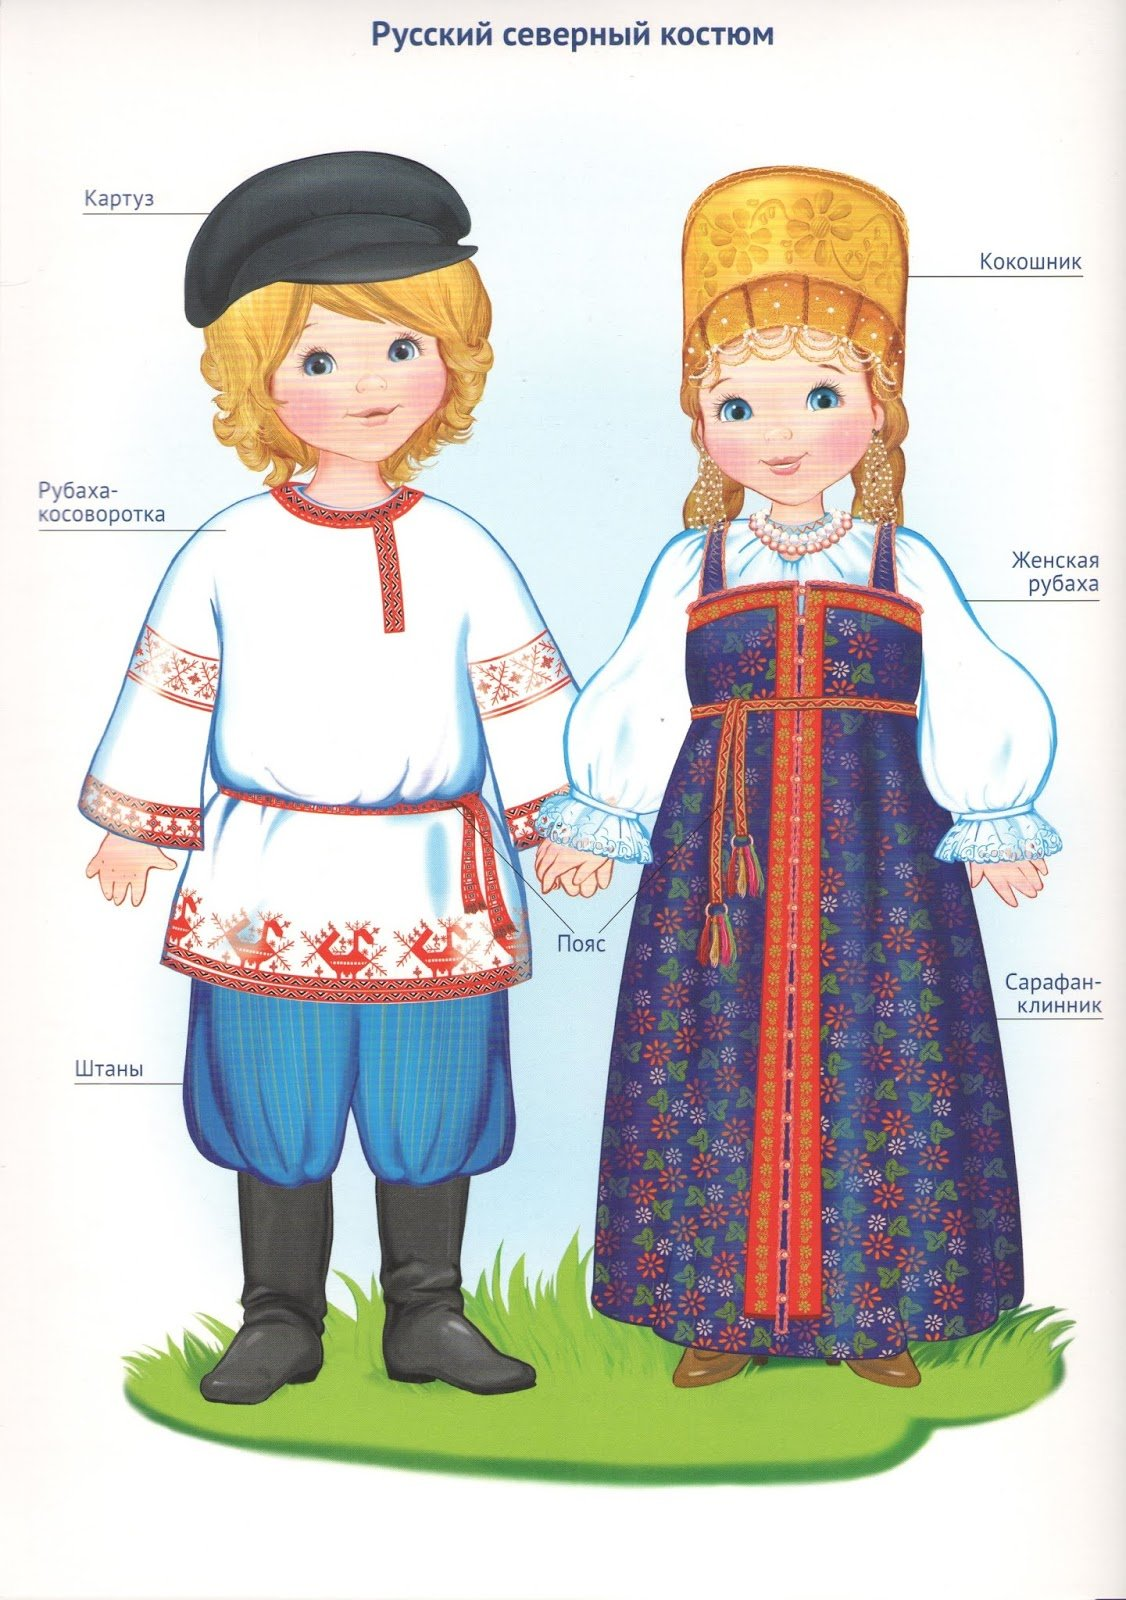 Русский северный костюм
Картуз
Кокошник
Рубаха-
косоворотка
Женская
рубаха
Пояс
Сарафан-
клинник
Штаны